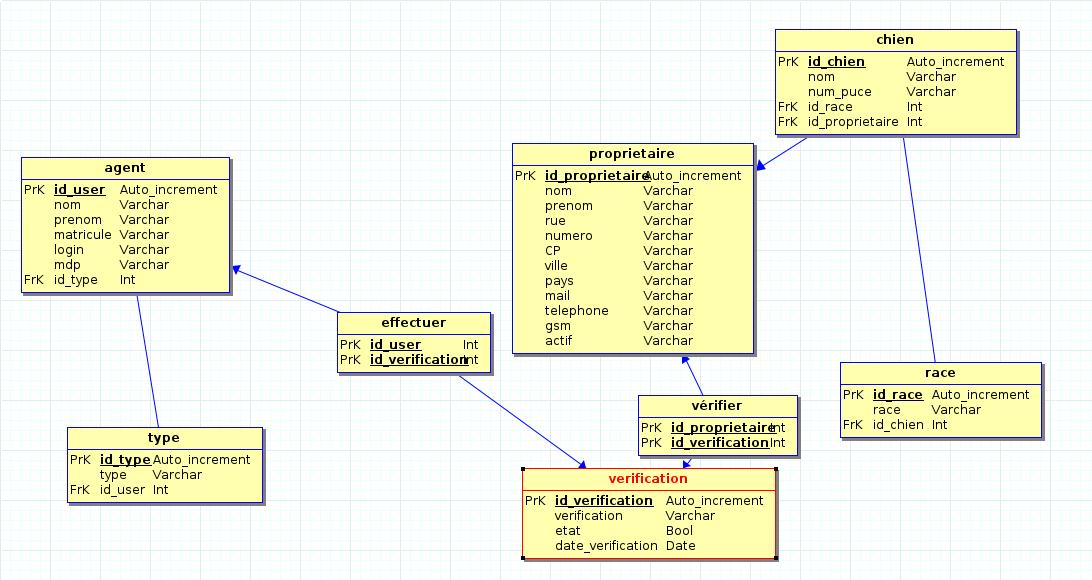 chien
PrK id_chien Auto_increment
nom Varchar
num_puce Varchar
FrK id_race Int
FrK id_proprietaire Int
proprietaire
PrK id_proprietaire Auto_increment
nom Varchar
prenom Varchar
rue Varchar
numero Varchar
CP Varchar
ville Varchar
pays Varchar
mail Varchar
telephone Varchar
gsm Varchar
actif Varchar
agent
PrK id_user Auto_increment
nom Varchar
prenom Varchar
matricule Varchar
login Varchar
mdp Varchar
FrK id_type Int
effectuer
PrK id_user Int
PrK id_verification Int
race
PrK id_race Auto_increment
race Varchar
FrK id_chien Int
vérifier
PrK id_proprietaire Int
PrK id_verification Int
type
PrK id_type Auto_increment
type Varchar
FrK id_user Int
verification
PrK id_verification Auto_increment
verification Varchar
etat Bool
date_verification Date